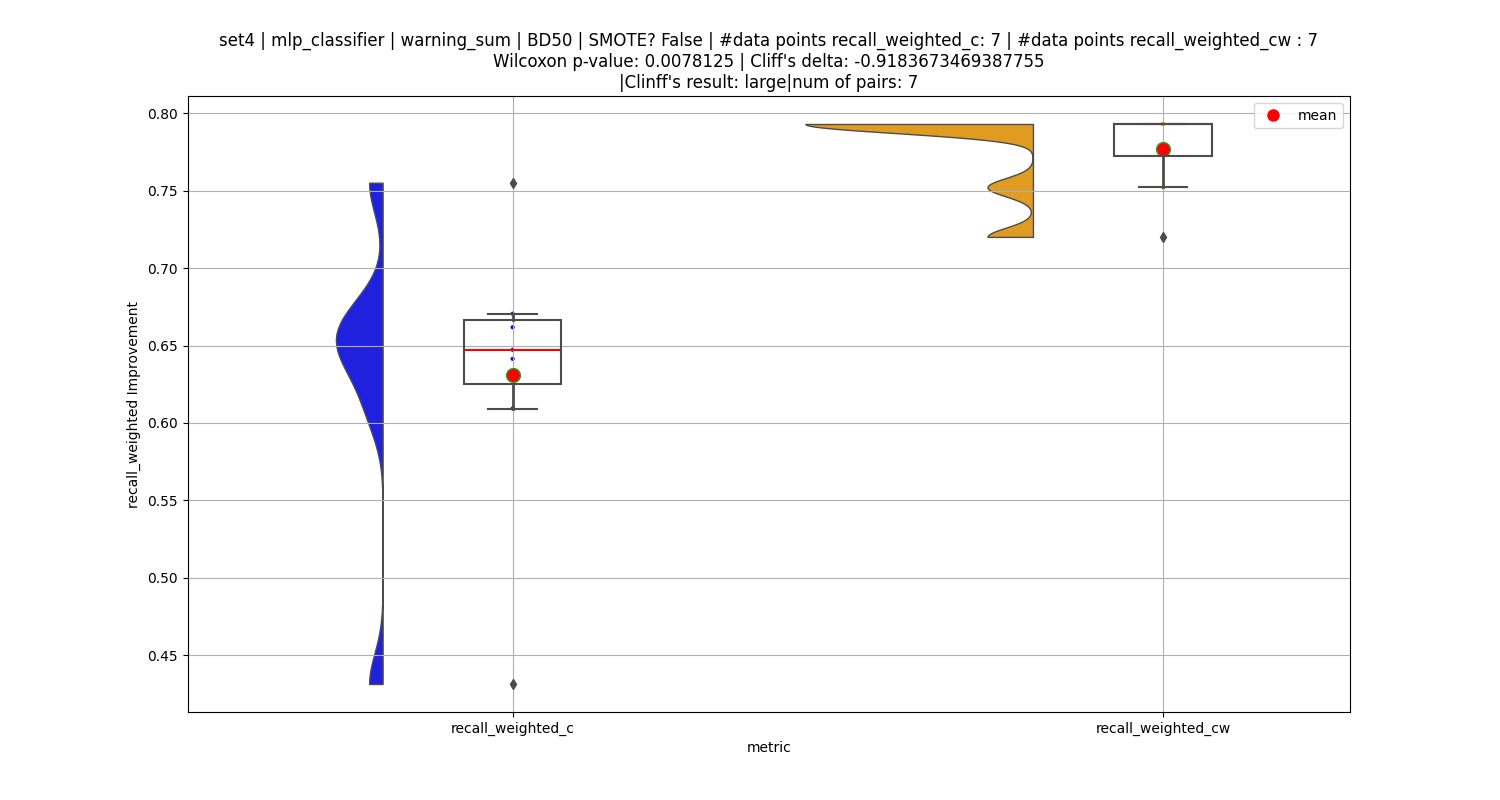 set4 | mlp_classifier | warning_sum | BD50 | SMOTE? False | #data points recall_weighted_c: 7 | #data points recall_weighted_cw : 7
Wilcoxon p-value: 0.0078125 | Cliff's delta: -0.9183673469387755
|Clinff's result: large|num of pairs: 7
mean
0.80
0.75
0.70
0.65
0.60
0.55
0.50
0.45
recall_weighted Improvement
recall_weighted_c
recall_weighted_cw
metric